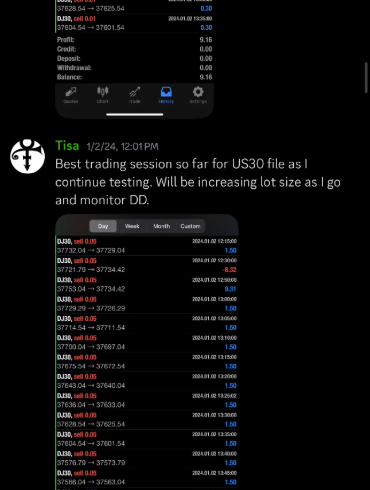 DJ30, sell 0.01
37628.54 → 37625.54
0.30
DJ30, sell 0.01 2024.01.02 13:35:00
37604.54 → 37601.54 0.30
Profit: 9.16
Credit: 0.00
Deposit: 0.00
Withdrawal: 0.00
Balance: 9.16
Quotes Chart Trade History Settings
Tisa 1/2/24, 12:01 PM
Best trading session so far for US30 file as I
continue testing. Will be increasing lot size as I go
and monitor DD.
Day Week Month Custom
DJ30, sell 0.05 2024.01.02 12:15:00
37732.04 → 37729.04 1.50
DJ30, sell 0.05 2024.01.02 12:30:00
37721.79 → 37734.42 -6.32
DJ30, sell 0.05 2024.01.02 12:50:00
37753.04 → 37734.42 9.31
DJ30, sell 0.05 2024.01.02 13:00:00
37729.29 → 37726.29 1.50
DJ30, sell 0.05 2024.01.02 13:05:00
37714.54 → 37711.54 1.50
DJ30, sell 0.05 2024.01.02 13:10:00
37700.04 → 37697.04 1.50
DJ30, sell 0.05 2024.01.02 13:15:00
37675.54 → 37672.54 1.50
DJ30, sell 0.05 2024.01.02 13:20:00
37643.04 → 37640.04 1.50
DJ30, sell 0.05 2024.01.02 13:25:02
37636.04 → 37633.04 1.50
DJ30, sell 0.05 2024.01.02 13:30:00
37628.54 → 37625.54 1.50
DJ30, sell 0.05 2024.01.02 13:35:00
37604.54 → 37601.54 1.50
DJ30, sell 0.05 2024.01.02 13:40:00
37576.79 → 37573.79 1.50
DJ30, sell 0.05 2024.01.02 13:45:00
37566.04 → 37563.04 1.50